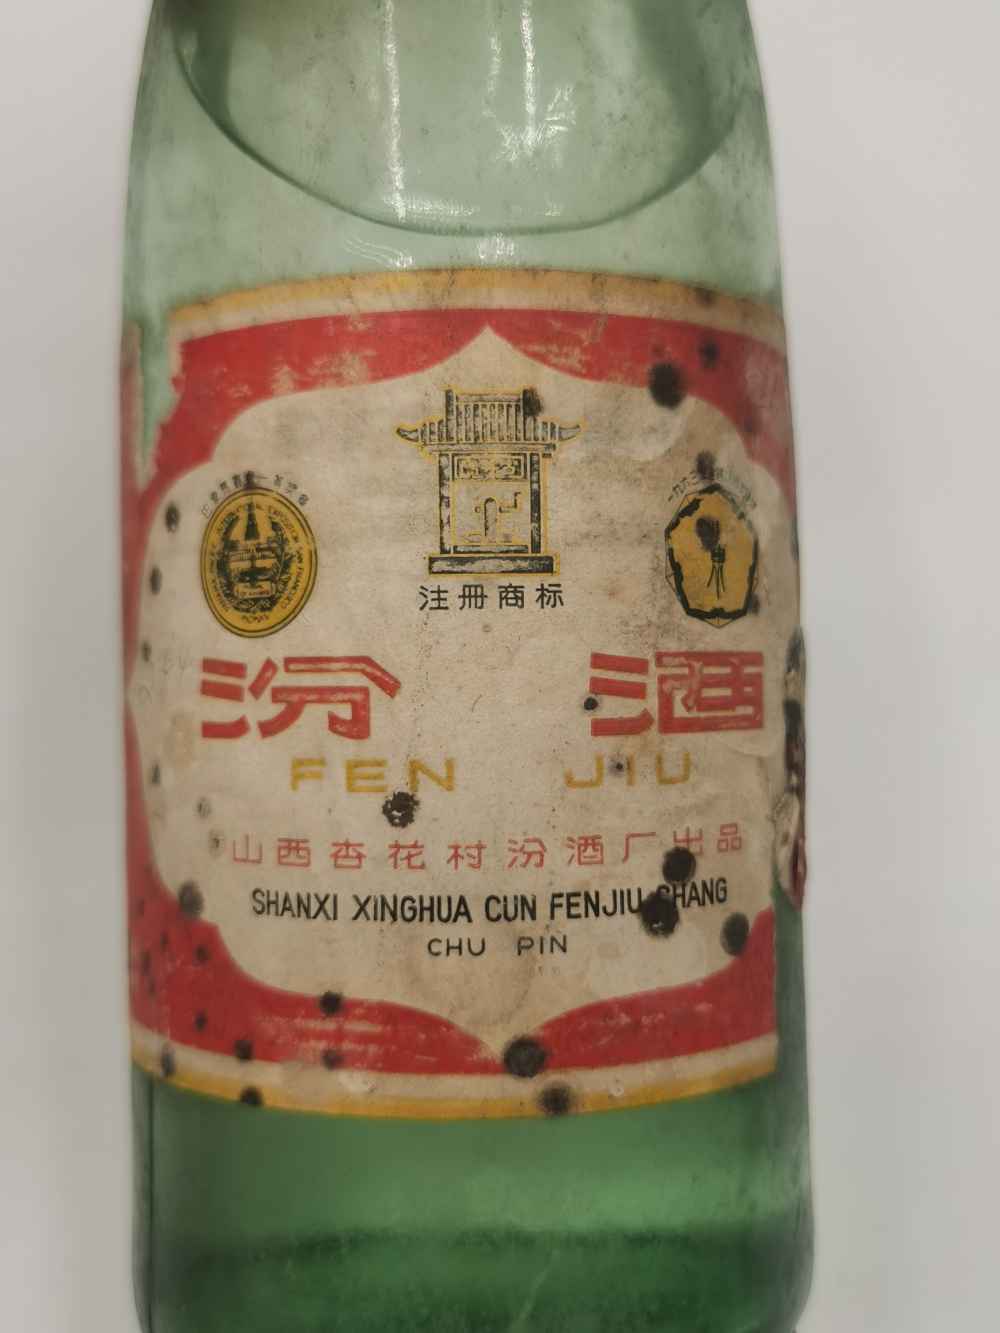 注册商标
汾 酒
FEN JIU
山西杏花村汾酒厂出品
SHANXI XINGHUA CUN FENJIU CHANG
CHU PIN